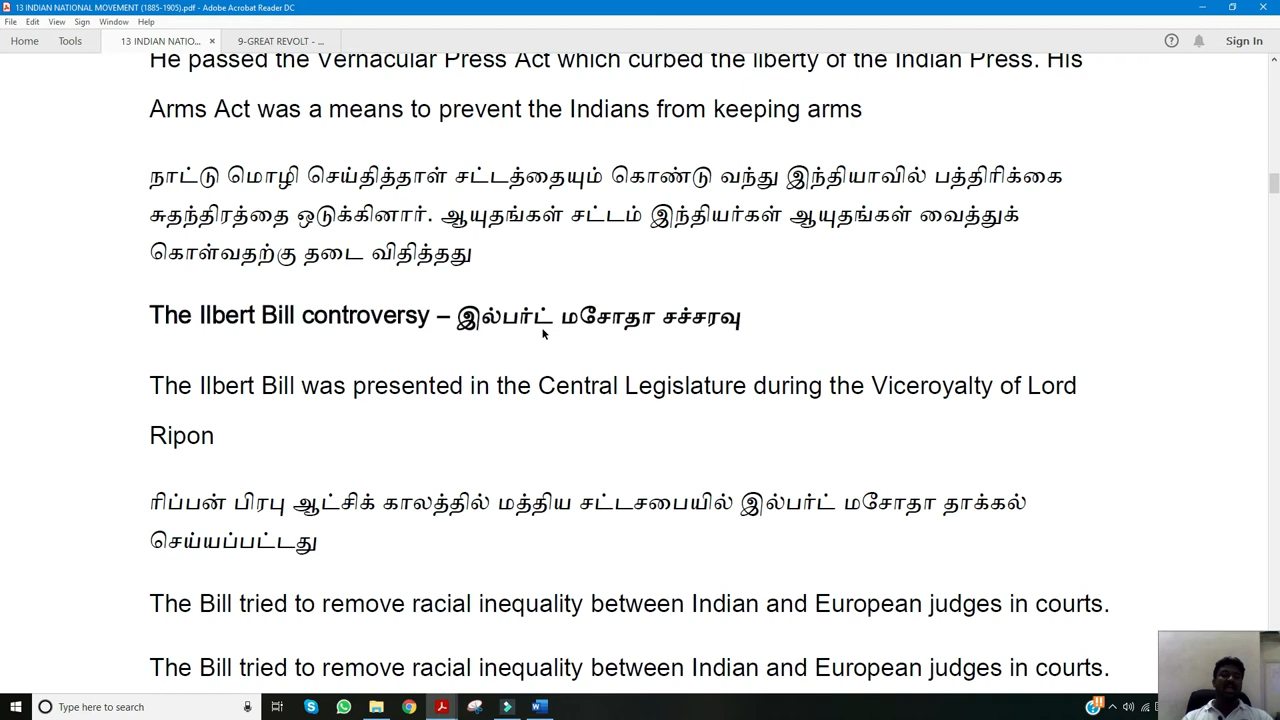 13 INDIAN NATIONAL MOVEMENT (1885-1905).pdf - Adobe Acrobat Reader DC
File Edit View Sign Window Help
Home Tools 13 INDIAN NATIO... × 9-GREAT REVOLT - ... Sign In
He passed the Vernacular Press Act which curbed the liberty of the Indian Press. His
Arms Act was a means to prevent the Indians from keeping arms
நாட்டு மொழி செய்தித்தாள் சட்டத்தையும் கொண்டு வந்து இந்தியாவில் பத்திரிக்கை
சுதந்திரத்தை ஒடுக்கினார். ஆயுதங்கள் சட்டம் இந்தியர்கள் ஆயுதங்கள் வைத்துக்
கொள்வதற்கு தடை விதித்தது
The Ilbert Bill controversy – இல்பர்ட் மசோதா சச்சரவு
The Ilbert Bill was presented in the Central Legislature during the Viceroyalty of Lord
Ripon
ரிப்பன் பிரபு ஆட்சிக் காலத்தில் மத்திய சட்டசபையில் இல்பர்ட் மசோதா தாக்கல்
செய்யப்பட்டது
The Bill tried to remove racial inequality between Indian and European judges in courts.
The Bill tried to remove racial inequality between Indian and European judges in courts.
Type here to search